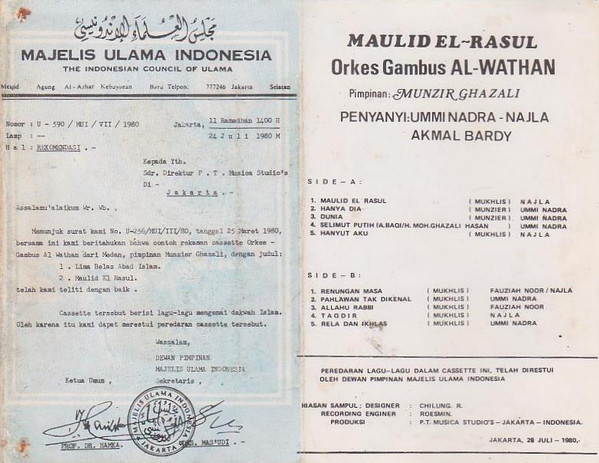 مجلس العلماء الإندونيسي
MAJELIS ULAMA INDONESIA
THE INDONESIAN COUNCIL OF ULAMA
Mesjid Agung Al-Azhar Kebayoran Baru Telpon: 777246 Jakarta Selatan
Nomor : U - 590 / MUI / VII / 1980
Jakarta, 11 Ramadhan 1400 H
24 J u l i 1980 M
Lamp : --
H a l : REKOMENDASI . -
Kepada Yth.
Sdr. Direktur P . T . Musica Studio's
Di -
J a k a r t a . -
Assalamu'alaikum Wr. Wb.,
Menunjuk surat kami No. U-256/MUI/III/80, tanggal 25 Maret 1980,
bersama ini kami beritahukan bahwa contoh rekaman cassette Orkes -
Gambus Al Wathan dari Medan, pimpinan Munzier Ghazali, dengan judul:
1 . Lima Belas Abad Islam.
2 . Maulid El Rasul.
telah kami teliti dengan baik .
Cassette tersebut berisi lagu-lagu mengenai dakwah Islam.
Oleh karena itu kami dapat merestui peredaran cassette tersebut.
Wassalam,
DEWAN PIMPINAN
MAJELIS ULAMA INDONESIA
Ketua Umum , Sekretaris ,
MAJELIS ULAMA INDONESIA
JAKARTA
PROF. DR. HAMKA. MAS'UDI . -
MAULID EL-RASUL
Orkes Gambus AL-WATHAN
Pimpinan: MUNZIR GHAZALI
PENYANYI: UMMI NADRA - NAJLA
AKMAL BARDY
SIDE - A :
1. MAULID EL RASUL ( MUKHLIS ) N A J L A
2. HANYA DIA ( MUNZIER ) UMMI NADRA
3. DUNIA ( MUNZIER ) UMMI NADRA
4. SELIMUT PUTIH (A.BAQI/H. MOH.GHAZALI HASAN UMMI NADRA
5. HANYUT AKU ( MUKHLIS ) N A J L A
SIDE - B :
1. RENUNGAN MASA ( MUKHLIS ) FAUZIAH NOOR / NAJLA
2. PAHLAWAN TAK DIKENAL ( MUKHLIS ) UMMI NADRA
3. ALLAHU RABBI ( MUKHLIS ) FAUZIAH NOOR
4. T A Q D I R ( MUKHLIS ) N A J L A
5. RELA DAN IKHLAS ( MUKHLIS ) UMMI NADRA
PEREDARAN LAGU-LAGU DALAM CASSETTE INI, TELAH DIRESTUI
OLEH DEWAN PIMPINAN MAJELIS ULAMA INDONESIA
HIASAN SAMPUL ; DESIGNER : CHILUNG. R.
RECORDING ENGINER : ROESMIN.
PRODUKSI : P.T. MUSICA STUDIO'S - JAKARTA - INDONESIA.
JAKARTA, 28 JULI - 1980,-